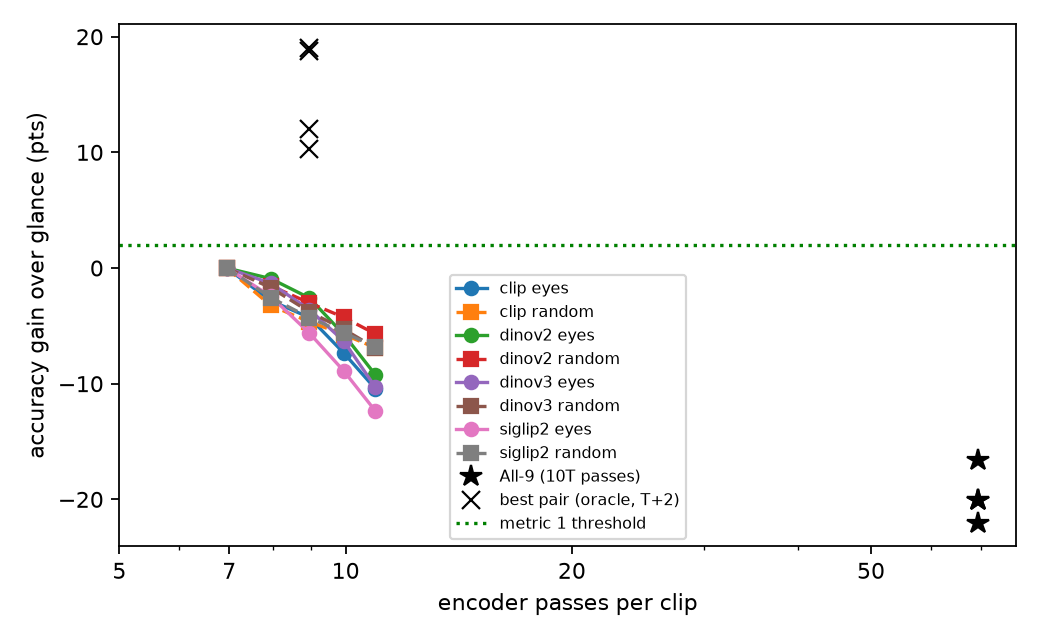 accuracy gain over glance (pts)
20
10
0
−10
−20
clip eyes
clip random
dinov2 eyes
dinov2 random
dinov3 eyes
dinov3 random
siglip2 eyes
siglip2 random
All-9 (10T passes)
best pair (oracle, T+2)
metric 1 threshold
5 7 10 20 50
encoder passes per clip